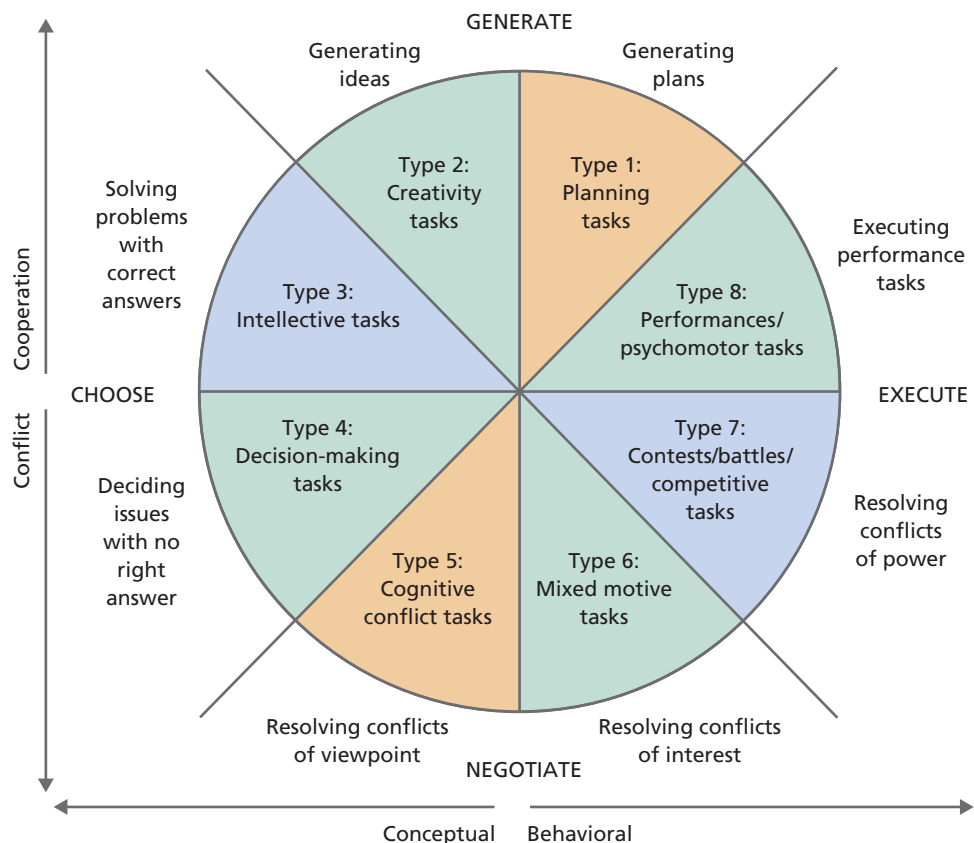 GENERATE
Generating
ideas
Generating
plans
Type 2:
Creativity
tasks
Type 1:
Planning
tasks
Solving
problems
with
correct
answers
Executing
performance
tasks
Type 3:
Intellective tasks
Type 8:
Performances/
psychomotor tasks
Cooperation
CHOOSE
EXECUTE
Conflict
Type 4:
Decision-making
tasks
Type 7:
Contests/battles/
competitive
tasks
Deciding
issues
with no
right
answer
Resolving
conflicts
of power
Type 5:
Cognitive
conflict tasks
Type 6:
Mixed motive
tasks
Resolving conflicts
of viewpoint
Resolving conflicts
of interest
NEGOTIATE
Conceptual
Behavioral